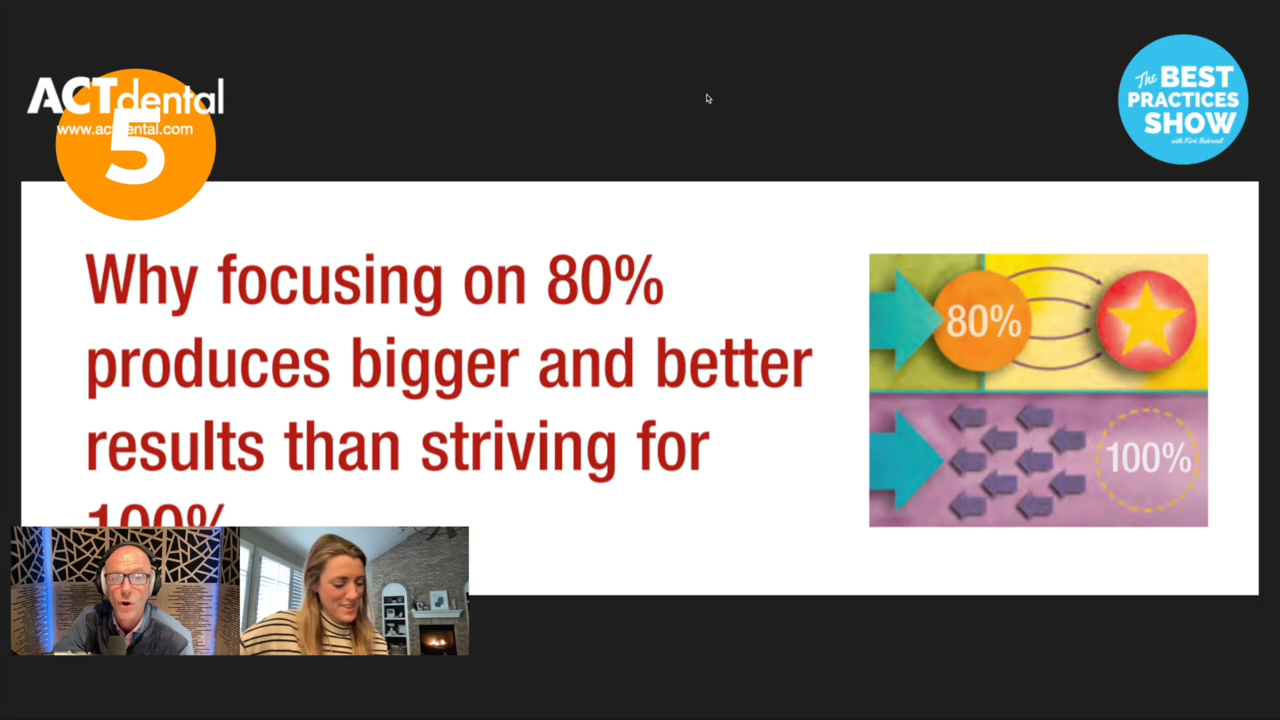 ACTdental
www.actdental.com
5
The BEST
PRACTICES
SHOW
Why focusing on 80%
produces bigger and better
results than striving for
100%
80%
100%